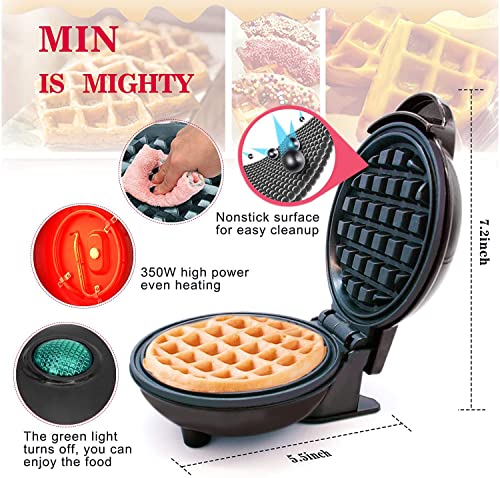 MIN
IS MIGHTY
Nonstick surface
for easy cleanup
350W high power
even heating
7.2inch
The green light
turns off, you can
enjoy the food
5.5inch